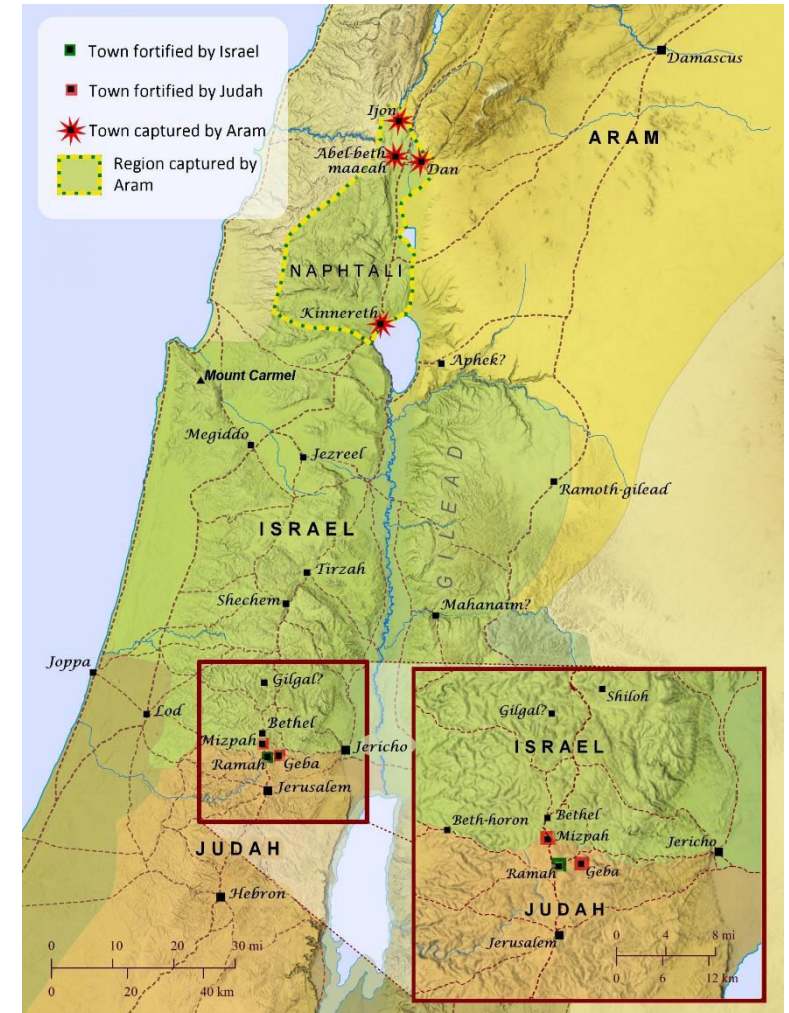 Town fortified by Israel
Town fortified by Judah
Town captured by Aram
Region captured by
Aram
Damascus
Ijon
ARAM
Abel-beth
maacah
Dan
NAPHTALI
Kinnereth
Aphek?
Mount Carmel
Megiddo
Jezreel
GILEAD
Ramoth-gilead
ISRAEL
Tirzah
Shechem
Mahanaim?
Joppa
Gilgal?
Lod
Bethel
Mizpah
Jericho
Ramah
Geba
Jerusalem
JUDAH
Hebron
0 10 20 30 mi
0 20 40 km
Shiloh
Gilgal?
ISRAEL
Beth-horon
Bethel
Mizpah
Jericho
Ramah
Geba
JUDAH
Jerusalem
0 4 8 mi
0 6 12 km